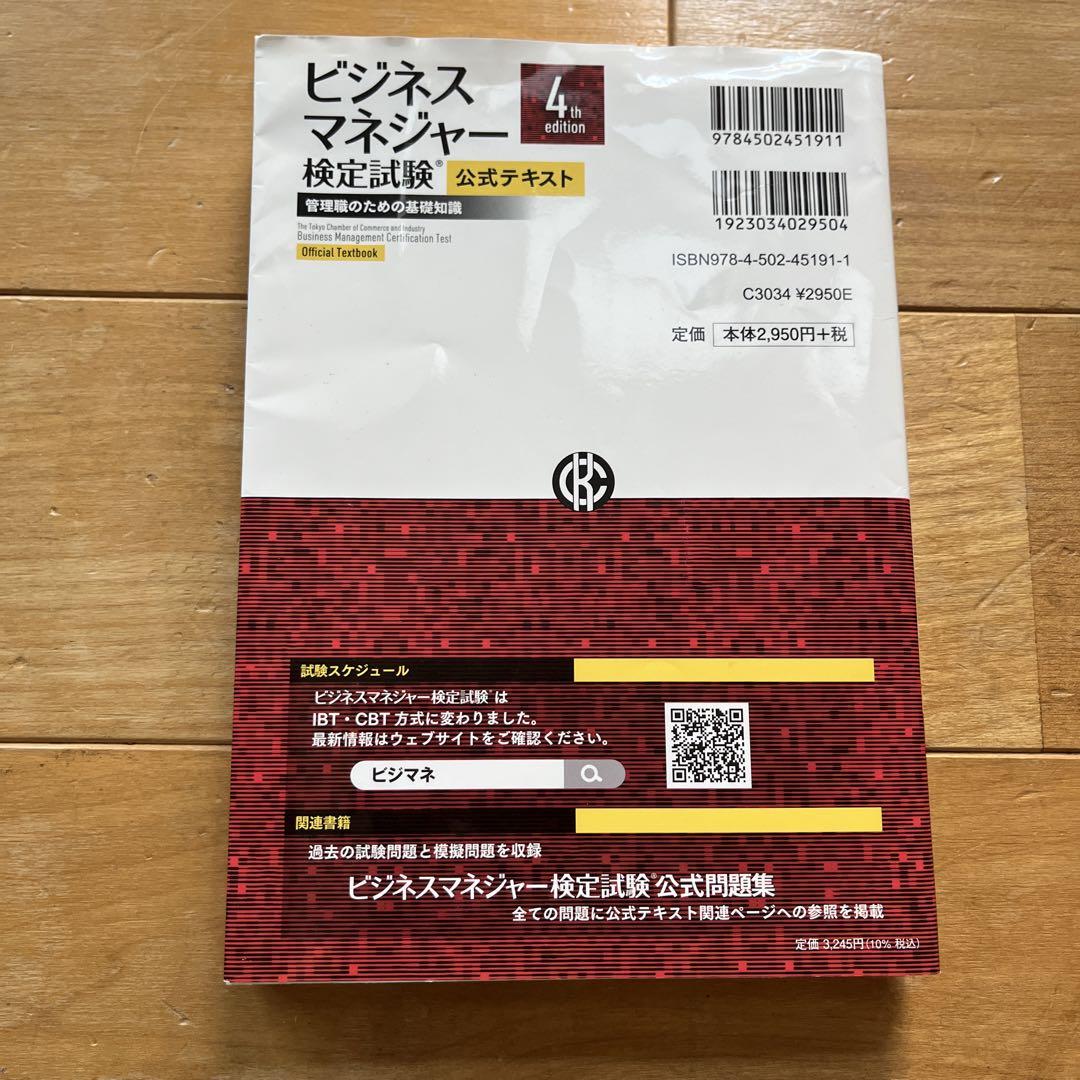 ビジネス
マネジャー
検定試験®
公式テキスト
4th
edition
管理職のための基礎知識
The Tokyo Chamber of Commerce and Industry
Business Management Certification Test
Official Textbook
9784502451911
1923034029504
ISBN978-4-502-45191-1
C3034 ¥2950E
定価 本体2,950円+税
試験スケジュール
ビジネスマネジャー検定試験®は
IBT・CBT 方式に変わりました。
最新情報はウェブサイトをご確認ください。
ビジマネ
関連書籍
過去の試験問題と模擬問題を収録
ビジネスマネジャー検定試験®公式問題集
全ての問題に公式テキスト関連ページへの参照を掲載
定価 3,245円(10% 税込)